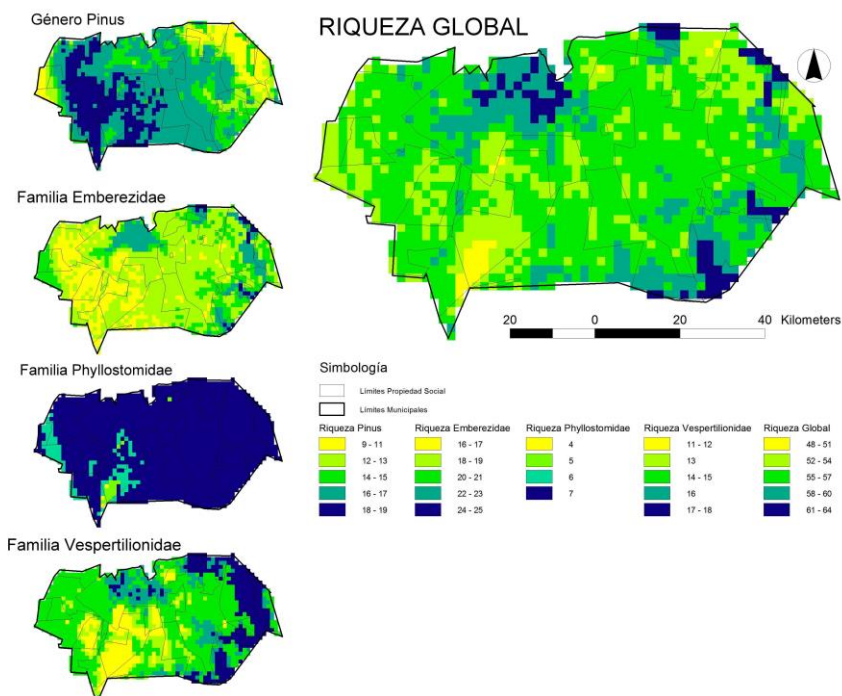 Género Pinus
RIQUEZA GLOBAL
Familia Emberezidae
20 0 20 40 Kilometers
Familia Phyllostomidae
Simbología
Límites Propiedad Social
Límites Municipales
Riqueza Pinus
9 - 11
12 - 13
14 - 15
16 - 17
18 - 19
Riqueza Emberezidae
16 - 17
18 - 19
20 - 21
22 - 23
24 - 25
Riqueza Phyllostomidae
4
5
6
7
Riqueza Vespertilionidae
11 - 12
13
14 - 15
16
17 - 18
Riqueza Global
48 - 51
52 - 54
55 - 57
58 - 60
61 - 64
Familia Vespertilionidae